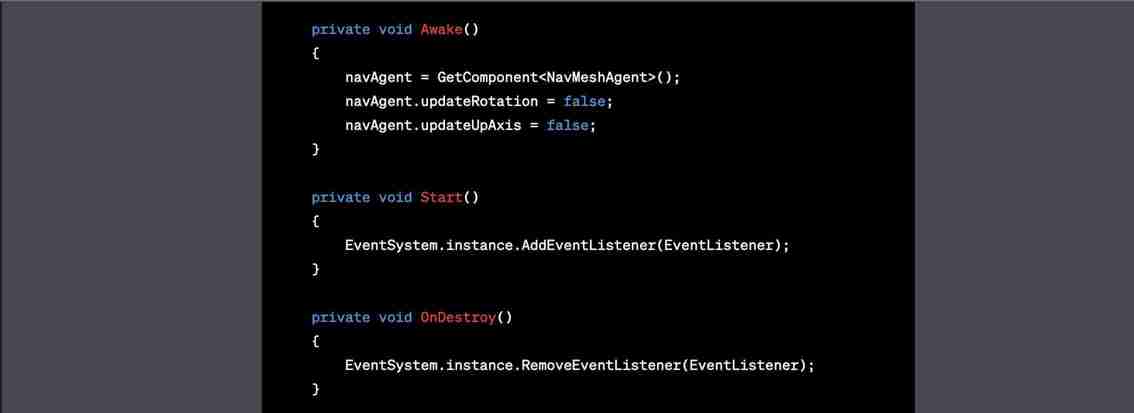 private void Awake()
{
navAgent = GetComponent<NavMeshAgent>();
navAgent.updateRotation = false;
navAgent.updateUpAxis = false;
}
private void Start()
{
EventSystem.instance.AddEventListener(EventListener);
}
private void OnDestroy()
{
EventSystem.instance.RemoveEventListener(EventListener);
}